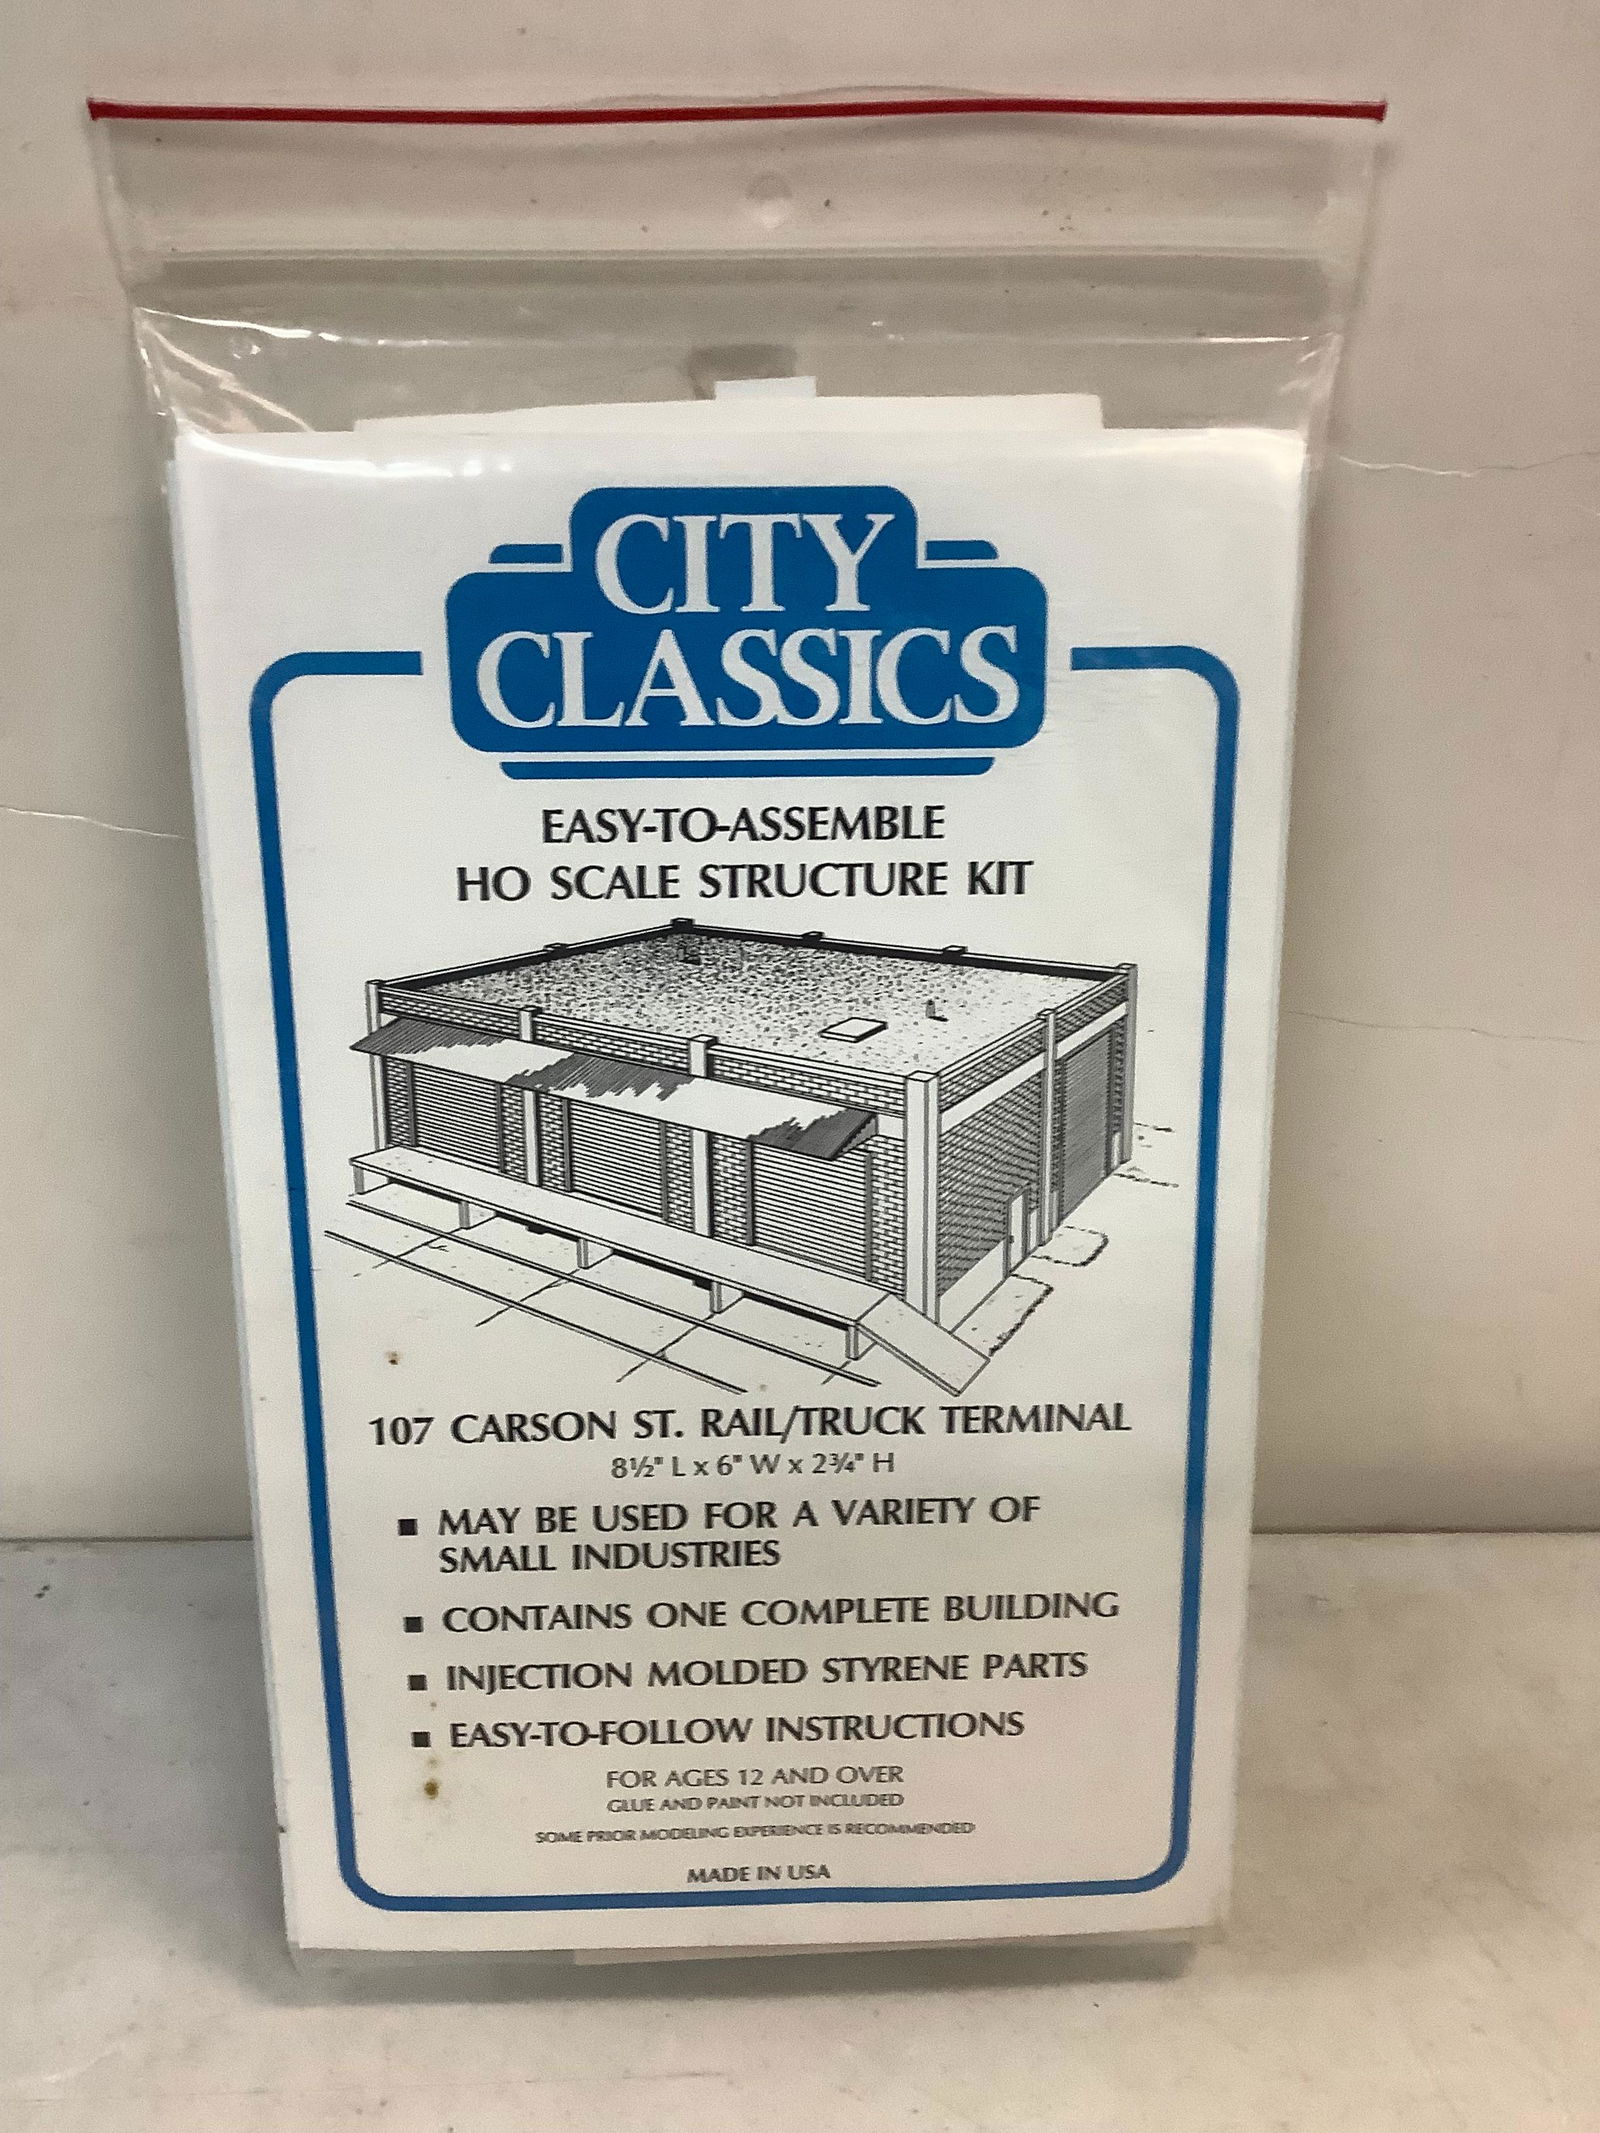 CITY
CLASSICS
EASY-TO-ASSEMBLE
HO SCALE STRUCTURE KIT
107 CARSON ST. RAIL/TRUCK TERMINAL
8½" L x 6" W x 2¾" H
■ MAY BE USED FOR A VARIETY OF
SMALL INDUSTRIES
■ CONTAINS ONE COMPLETE BUILDING
■ INJECTION MOLDED STYRENE PARTS
■ EASY-TO-FOLLOW INSTRUCTIONS
FOR AGES 12 AND OVER
GLUE AND PAINT NOT INCLUDED
SOME PRIOR MODELING EXPERIENCE IS RECOMMENDED
MADE IN USA